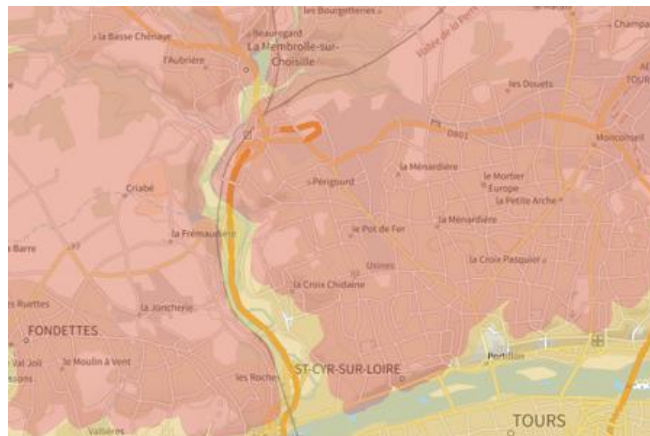 les Bourgetteries
Champa
la Basse Chênaye
Beauregard
La Membrolle-sur-
Choisille
l'Aubrière
les Douets
TOUR
D801
Monconseil
la Ménardière
Périgourd
le Mortier
Europe
Criabé
la Petite Arche
la Ménardière
le Pot de Fer
la Frémaudière
a Barre
Usines
la Croix Pasquier
la Croix Chidaine
es Ruettes
la Joncherie
FONDETTES
Val Joli
le Moulin à Vent
Portillon
les Roches
ST-CYR-SUR-LOIRE
Vallières
TOURS